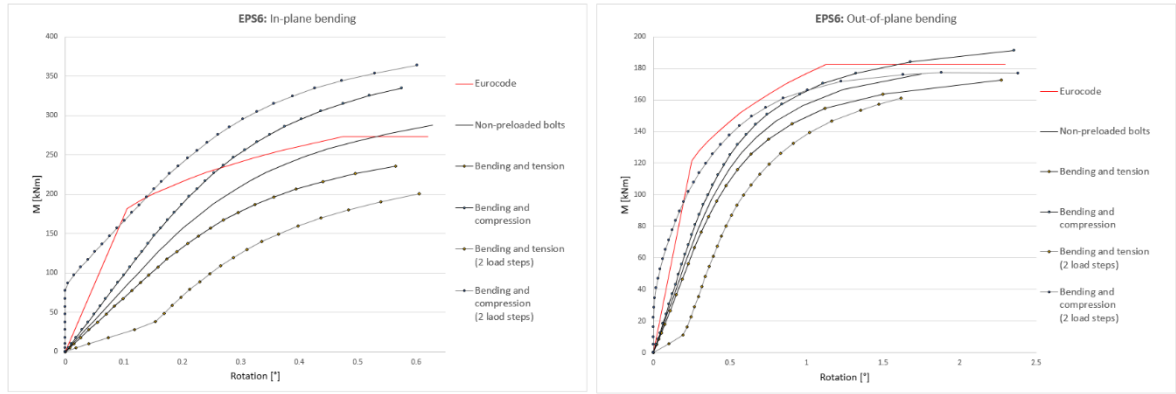 EPS6: In-plane bending
400
350
300
250
200
150
100
50
0
M [kNm]
0
0.1
0.2
0.3
0.4
0.5
0.6
Rotation [°]
Eurocode
Non-preloaded bolts
Bending and tension
Bending and
compression
Bending and tension
(2 load steps)
Bending and
compression
(2 laod steps)
EPS6: Out-of-plane bending
200
180
160
140
120
100
80
60
40
20
0
M [kNm]
0
0.5
1
1.5
2
2.5
Rotation [°]
Eurocode
Non-preloaded bolts
Bending and tension
Bending and
compression
Bending and tension
(2 load steps)
Bending and
compression
(2 load steps)